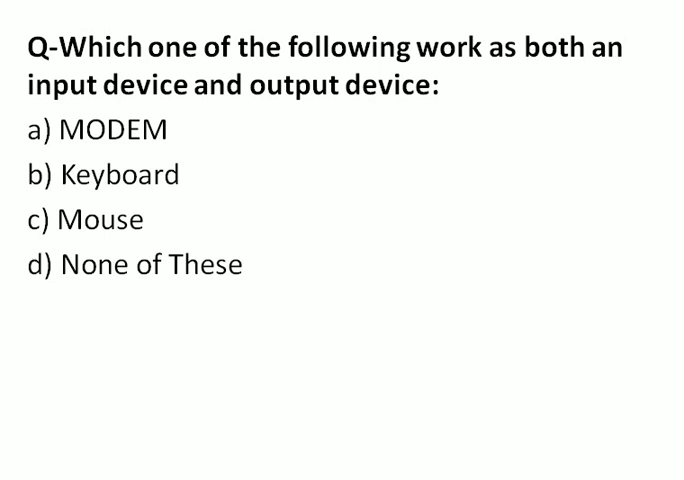 Q-Which one of the following work as both an
input device and output device:
a) MODEM
b) Keyboard
c) Mouse
d) None of These